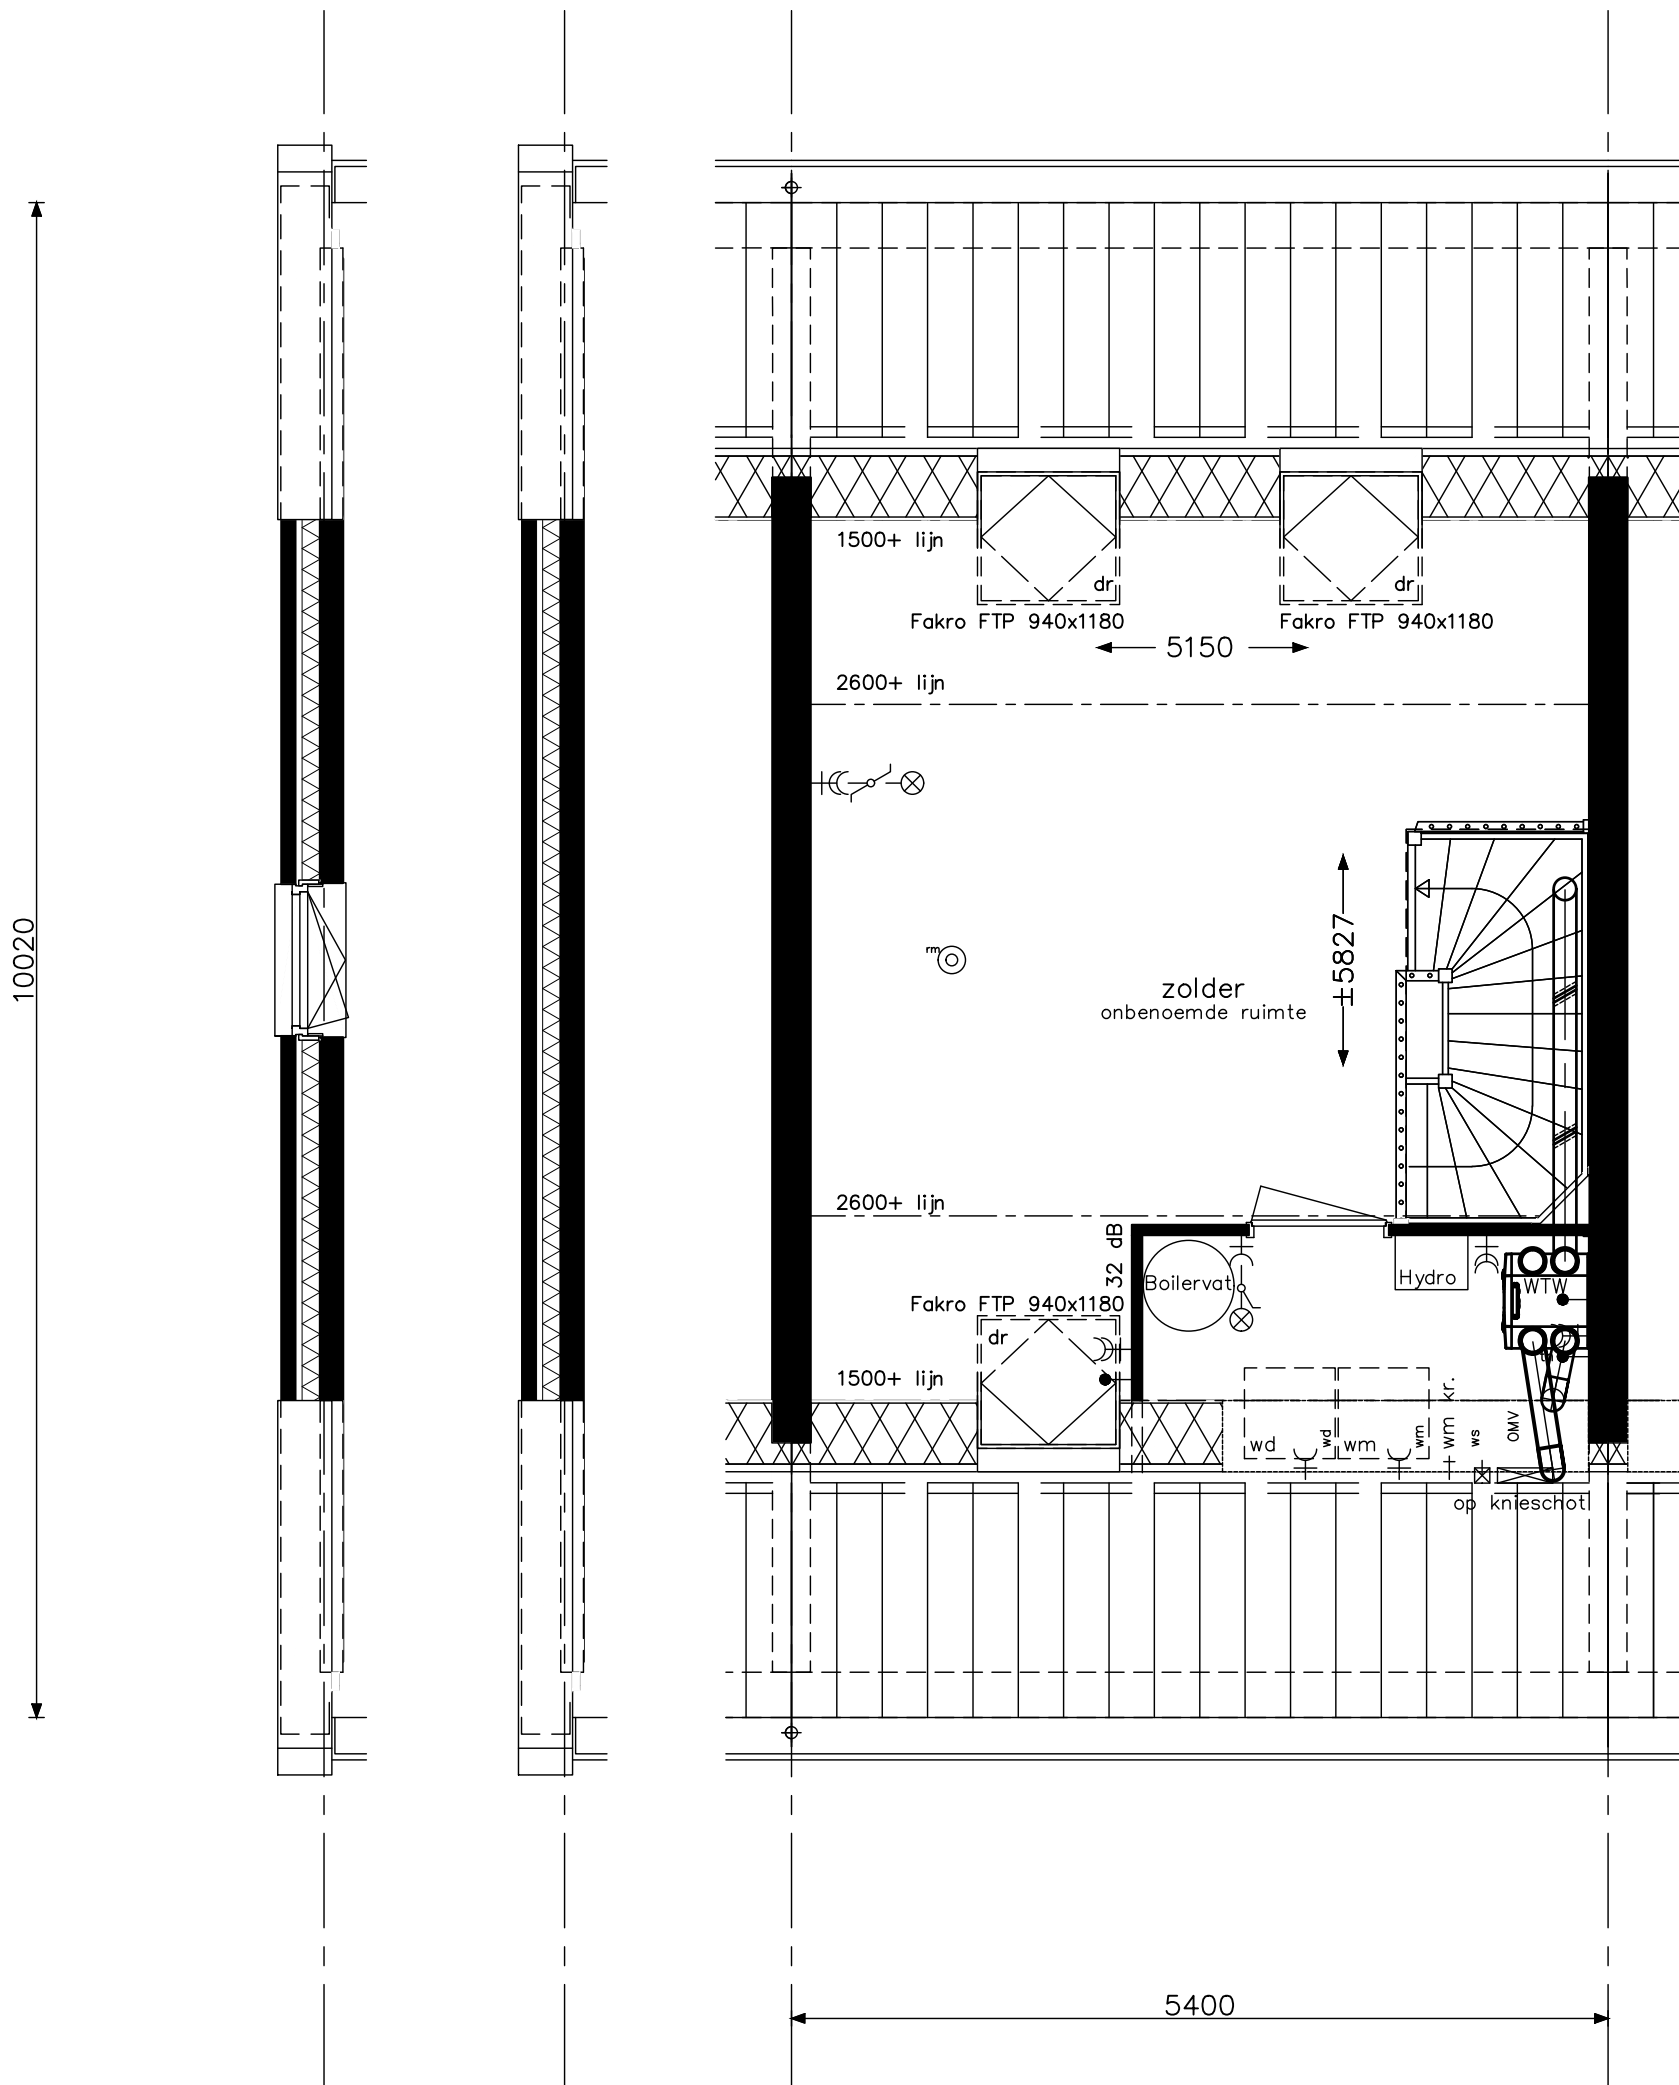 1500+ lijn
dr
dr
Fakro FTP 940x1180
Fakro FTP 940x1180
5150
2600+ lijn
10020
±5827
rm
zolder
onbenoemde ruimte
2600+ lijn
32 dB
Boilervat
Hydro
WTW
Fakro FTP 940x1180
dr
1500+ lijn
wd
wd
wm
wm
wm kr.
ws
OMV
op knieschot
5400